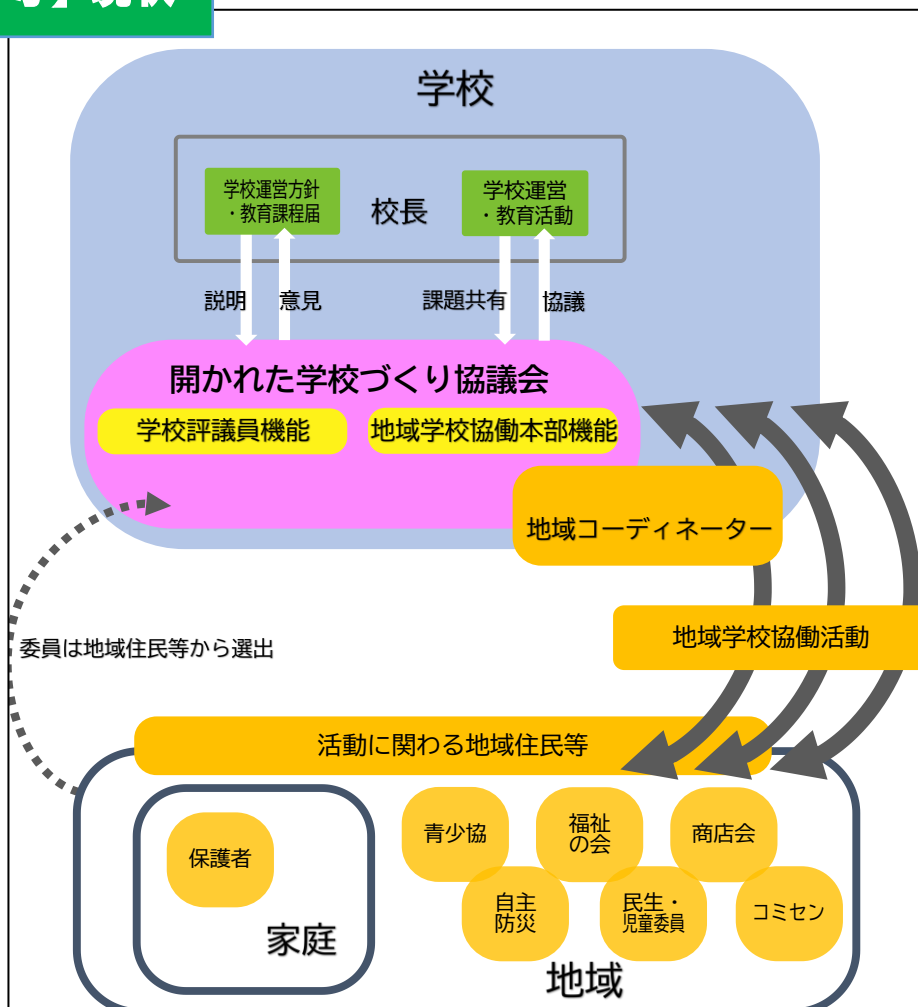 学校
学校運営方針
・教育課程届
校長
学校運営
・教育活動
説明
意見
課題共有
協議
開かれた学校づくり協議会
学校評議員機能
地域学校協働本部機能
地域コーディネーター
委員は地域住民等から選出
地域学校協働活動
活動に関わる地域住民等
保護者
家庭
青少協
福祉
の会
商店会
自主
防災
民生・
児童委員
コミセン
地域